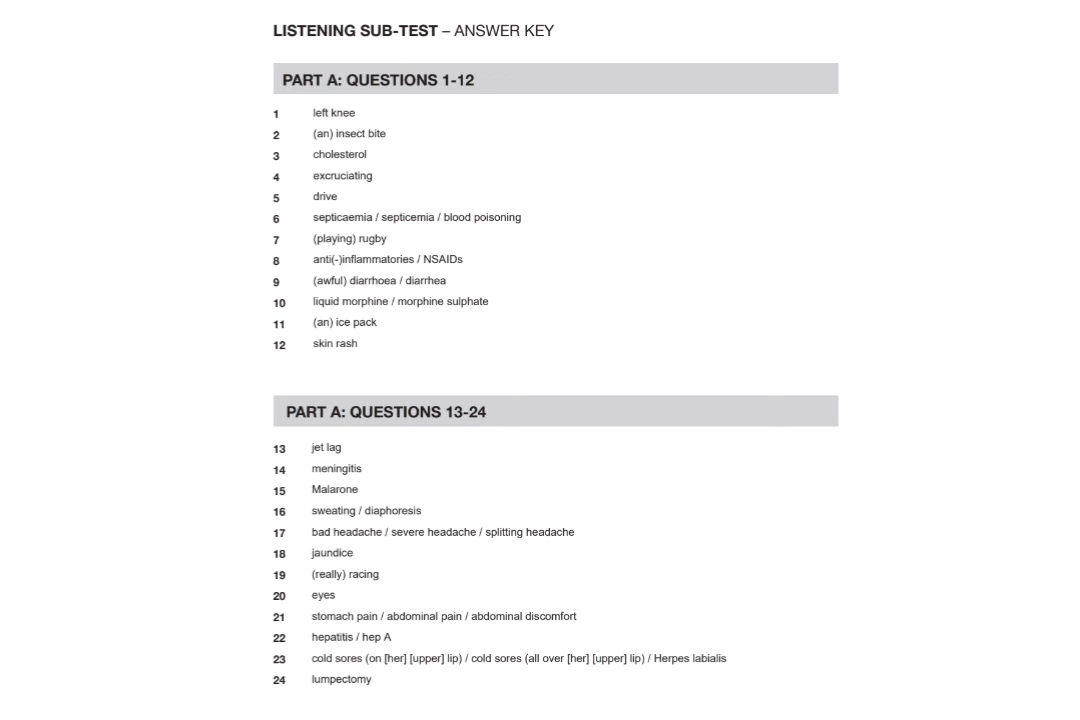 LISTENING SUB-TEST – ANSWER KEY
PART A: QUESTIONS 1-12
1 left knee
2 (an) insect bite
3 cholesterol
4 excruciating
5 drive
6 septicaemia / septicemia / blood poisoning
7 (playing) rugby
8 anti(-)inflammatories / NSAIDs
9 (awful) diarrhoea / diarrhea
10 liquid morphine / morphine sulphate
11 (an) ice pack
12 skin rash
PART A: QUESTIONS 13-24
13 jet lag
14 meningitis
15 Malarone
16 sweating / diaphoresis
17 bad headache / severe headache / splitting headache
18 jaundice
19 (really) racing
20 eyes
21 stomach pain / abdominal pain / abdominal discomfort
22 hepatitis / hep A
23 cold sores (on [her] [upper] lip) / cold sores (all over [her] [upper] lip) / Herpes labialis
24 lumpectomy